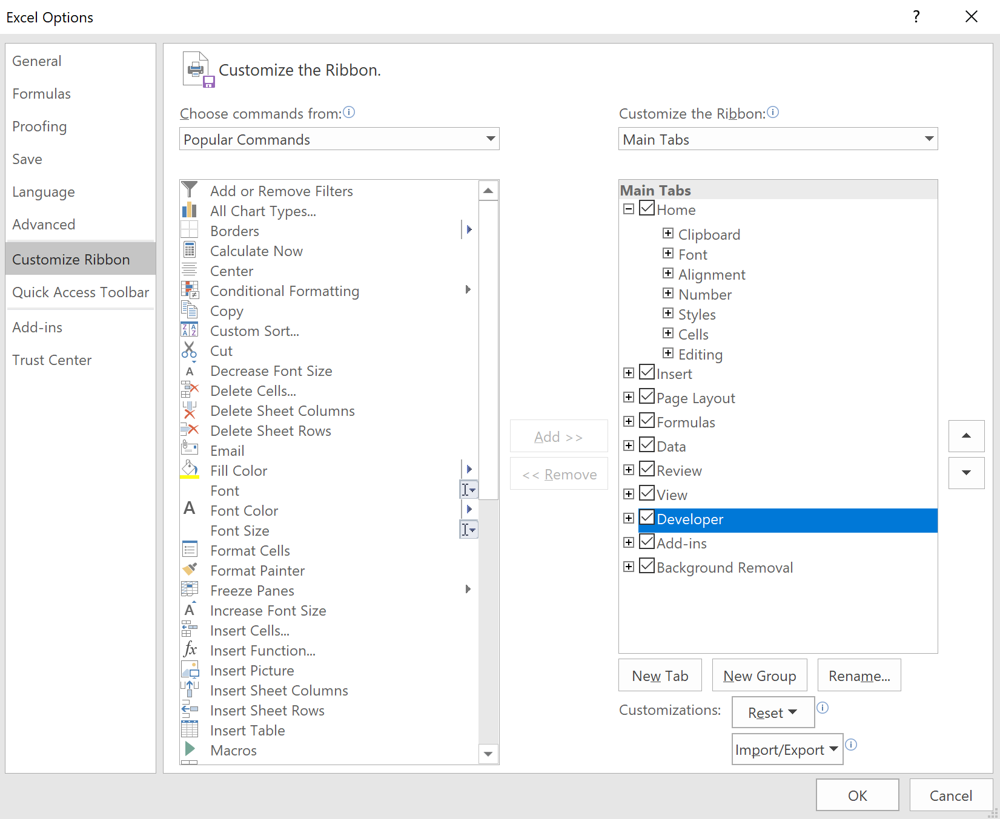 Excel Options
?
General
Formulas
Proofing
Save
Language
Advanced
Customize Ribbon
Quick Access Toolbar
Add-ins
Trust Center
Customize the Ribbon.
Choose commands from:
Popular Commands
Add or Remove Filters
All Chart Types...
Borders
Calculate Now
Center
Conditional Formatting
Copy
Custom Sort...
Cut
Decrease Font Size
Delete Cells...
Delete Sheet Columns
Delete Sheet Rows
Email
Fill Color
Font
Font Color
Font Size
Format Cells
Format Painter
Freeze Panes
Increase Font Size
Insert Cells...
Insert Function...
Insert Picture
Insert Sheet Columns
Insert Sheet Rows
Insert Table
Macros
Add >>
<< Remove
Customize the Ribbon:
Main Tabs
Main Tabs
Home
Clipboard
Font
Alignment
Number
Styles
Cells
Editing
Insert
Page Layout
Formulas
Data
Review
View
Developer
Add-ins
Background Removal
New Tab
New Group
Rename...
Customizations:
Reset
Import/Export
OK
Cancel